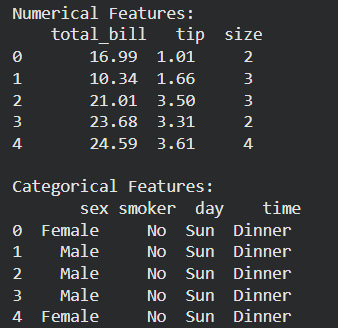 Numerical Features:
   total_bill   tip  size
0       16.99  1.01     2
1       10.34  1.66     3
2       21.01  3.50     3
3       23.68  3.31     2
4       24.59  3.61     4

Categorical Features:
      sex smoker  day    time
0  Female     No  Sun  Dinner
1    Male     No  Sun  Dinner
2    Male     No  Sun  Dinner
3    Male     No  Sun  Dinner
4  Female     No  Sun  Dinner